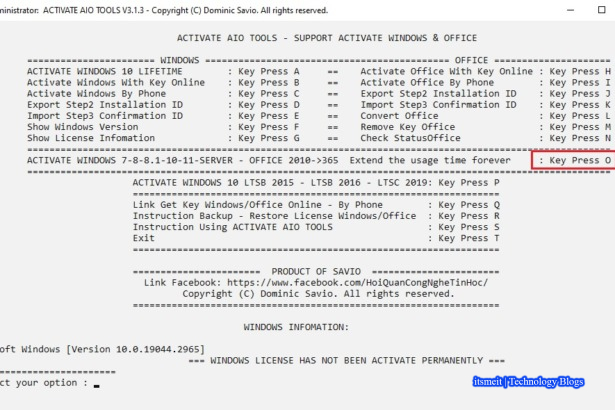 ministrator: ACTIVATE AIO TOOLS V3.1.3 - Copyright (C) Dominic Savio. All rights reserved.
ACTIVATE AIO TOOLS - SUPPORT ACTIVATE WINDOWS & OFFICE
====================== WINDOWS ========================================== OFFICE ====================
ACTIVATE WINDOWS 10 LIFETIME : Key Press A == Activate Office With Key Online : Key Press H
Activate Windows With Key Online : Key Press B == Activate Office By Phone : Key Press I
Activate Windows By Phone : Key Press C == Export Step2 Installation ID : Key Press J
Export Step2 Installation ID : Key Press D == Import Step3 Confirmation ID : Key Press K
Import Step3 Confirmation ID : Key Press E == Convert Office : Key Press L
Show Windows Version : Key Press F == Remove Key Office : Key Press M
Show License Infomation : Key Press G == Check StatusOffice : Key Press N
ACTIVATE WINDOWS 7-8-8.1-10-11-SERVER - OFFICE 2010->365 Extend the usage time forever : Key Press O
ACTIVATE WINDOWS 10 LTSB 2015 - LTSB 2016 - LTSC 2019: Key Press P
Link Get Key Windows/Office Online - By Phone : Key Press Q
Instruction Backup - Restore License Windows/Office : Key Press R
Instruction Using ACTIVATE AIO TOOLS : Key Press S
Exit : Key Press T
====================== PRODUCT OF SAVIO ======================
Link Facebook: https://www.facebook.com/HoiQuanCongNgheTinHoc/
Copyright (C) Dominic Savio. All rights reserved.
WINDOWS INFOMATION:
oft Windows [Version 10.0.19044.2965]
=== WINDOWS LICENSE HAS NOT BEEN ACTIVATE PERMANENTLY ===
ct your option :
itsmeit | Technology Blogs